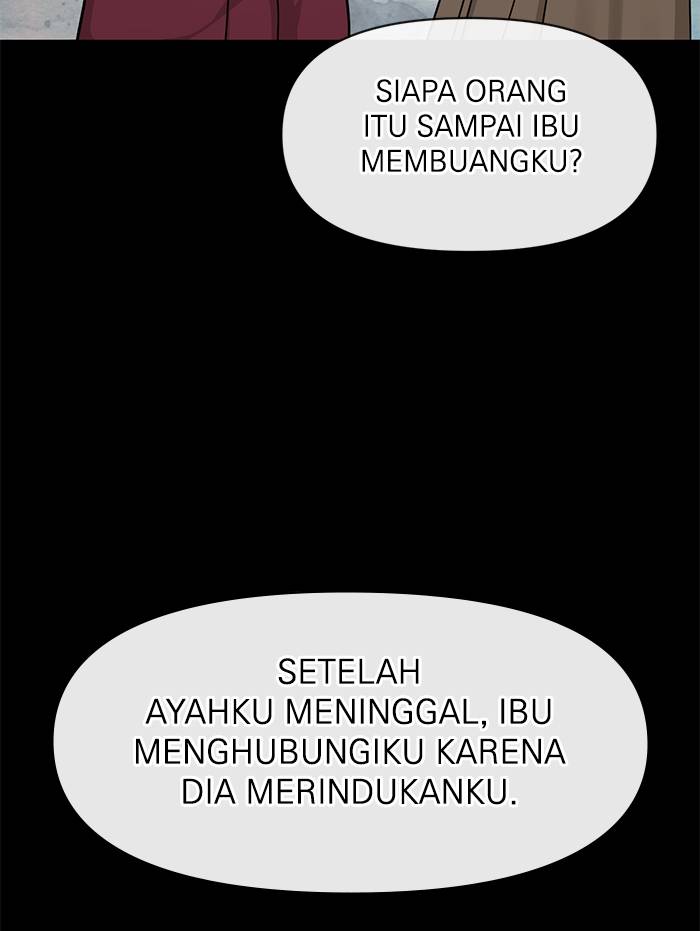 SIAPA ORANG
ITU SAMPAI IBU
MEMBUANGKU?
SETELAH
AYAHKU MENINGGAL, IBU
MENGHUBUNGIKU KARENA
DIA MERINDUKANKU.